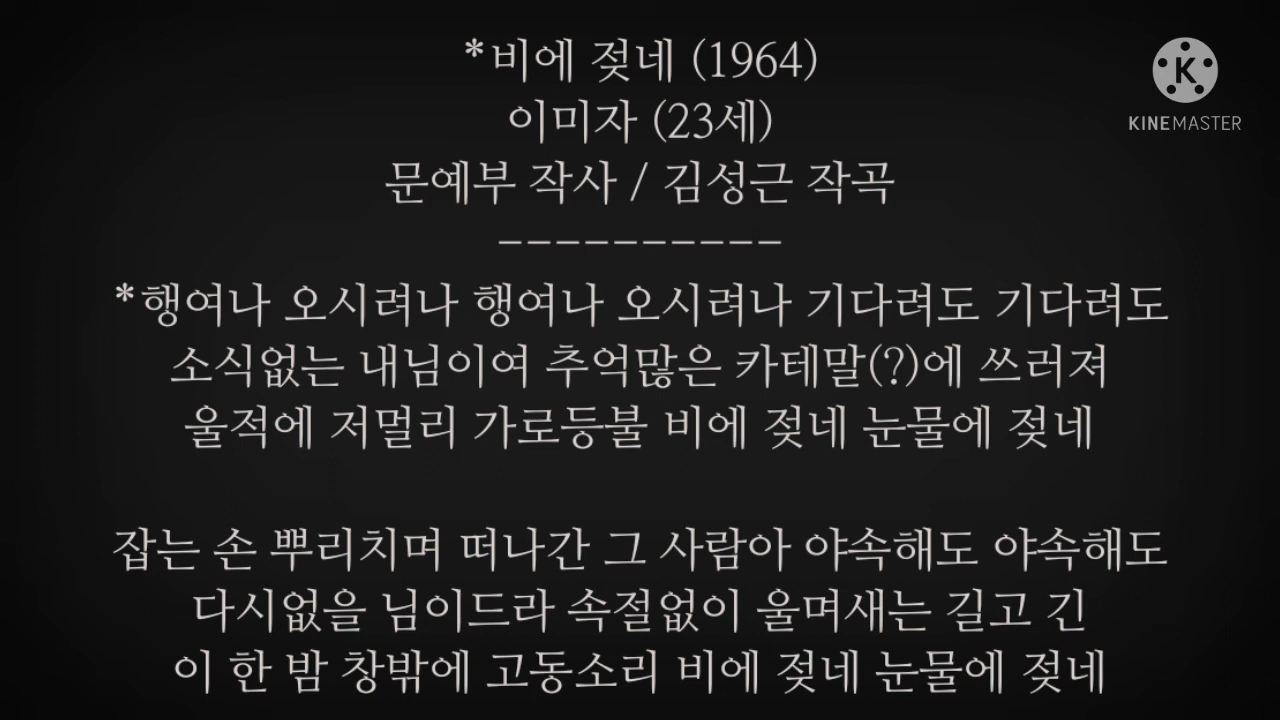 *비에 젖네 (1964)
이미자 (23세)
문예부 작사 / 김성근 작곡
----------
*행여나 오시려나 행여나 오시려나 기다려도 기다려도
소식없는 내님이여 추억많은 카테말(?)에 쓰러져
울적에 저멀리 가로등불 비에 젖네 눈물에 젖네
잡는 손 뿌리치며 떠나간 그 사람아 야속해도 야속해도
다시없을 님이드라 속절없이 울며새는 길고 긴
이 한 밤 창밖에 고동소리 비에 젖네 눈물에 젖네
K
KINEMASTER